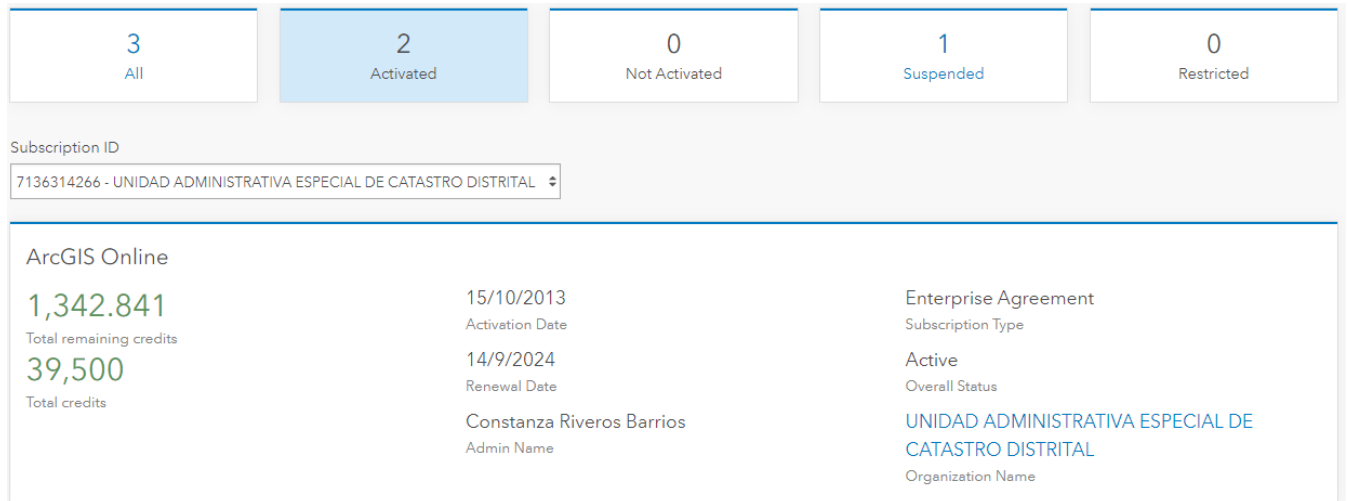 3
All
2
Activated
0
Not Activated
1
Suspended
0
Restricted
Subscription ID
7136314266 - UNIDAD ADMINISTRATIVA ESPECIAL DE CATASTRO DISTRITAL
ArcGIS Online
1,342.841
Total remaining credits
39,500
Total credits
15/10/2013
Activation Date
14/9/2024
Renewal Date
Constanza Riveros Barrios
Admin Name
Enterprise Agreement
Subscription Type
Active
Overall Status
UNIDAD ADMINISTRATIVA ESPECIAL DE
CATASTRO DISTRITAL
Organization Name